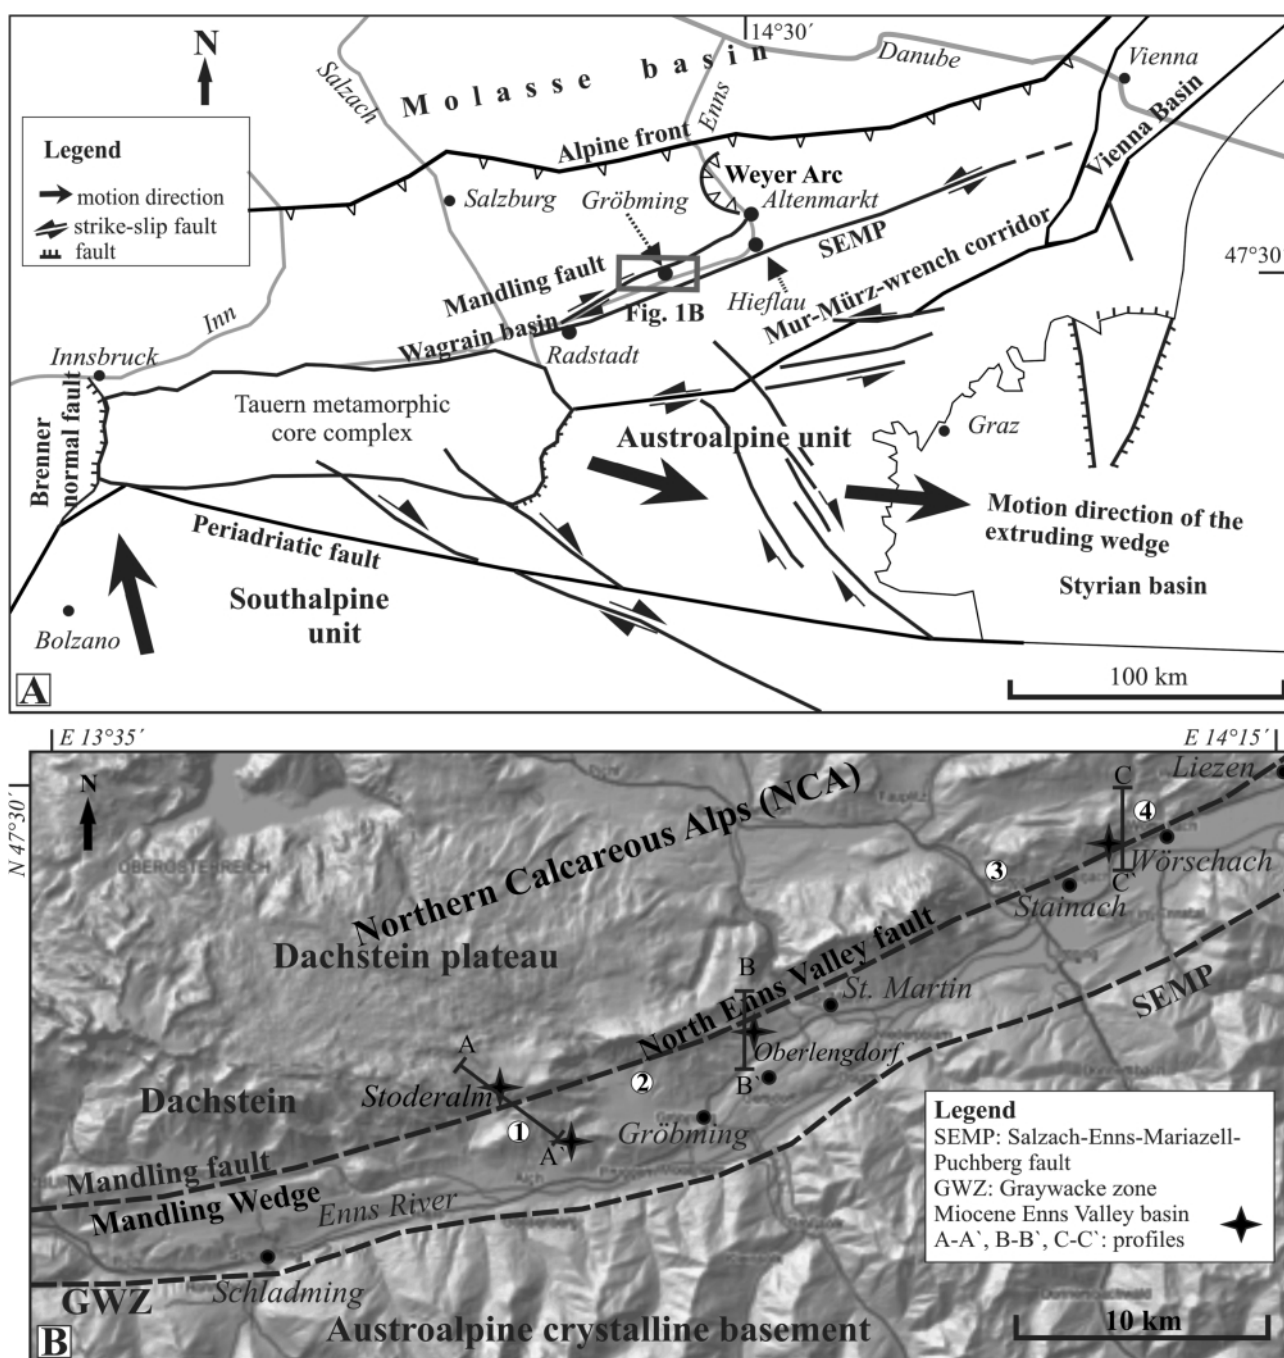 14°30´
N
Salzach
Molasse basin
Enns
Danube
Vienna
Vienna Basin
Legend
motion direction
strike-slip fault
fault
Alpine front
Weyer Arc
Salzburg
Gröbming
Altenmarkt
SEMP
47°30´
Mandling fault
Fig. 1B
Hieflau
Mur-Mürz-wrench corridor
Inn
Wagrain basin
Radstadt
Innsbruck
Brenner
normal fault
Tauern metamorphic
core complex
Austroalpine unit
Graz
Motion direction of the
extruding wedge
Periadriatic fault
Styrian basin
Southalpine
unit
Bolzano
A
100 km
E 13°35´
E 14°15´
N 47°30´
N
Northern Calcareous Alps (NCA)
OBERÖSTERREICH
Liezen
C
4
Wörschach
C`
3
Stainach
Dachstein plateau
North Enns Valley fault
B
St. Martin
SEMP
A
Oberlengdorf
Stoderalm
2
B`
Dachstein
1
Gröbming
A`
Mandling fault
Mandling Wedge
Enns River
Schladming
GWZ
Austroalpine crystalline basement
Legend
SEMP: Salzach-Enns-Mariazell-
Puchberg fault
GWZ: Graywacke zone
Miocene Enns Valley basin
A-A`, B-B`, C-C`: profiles
10 km
B